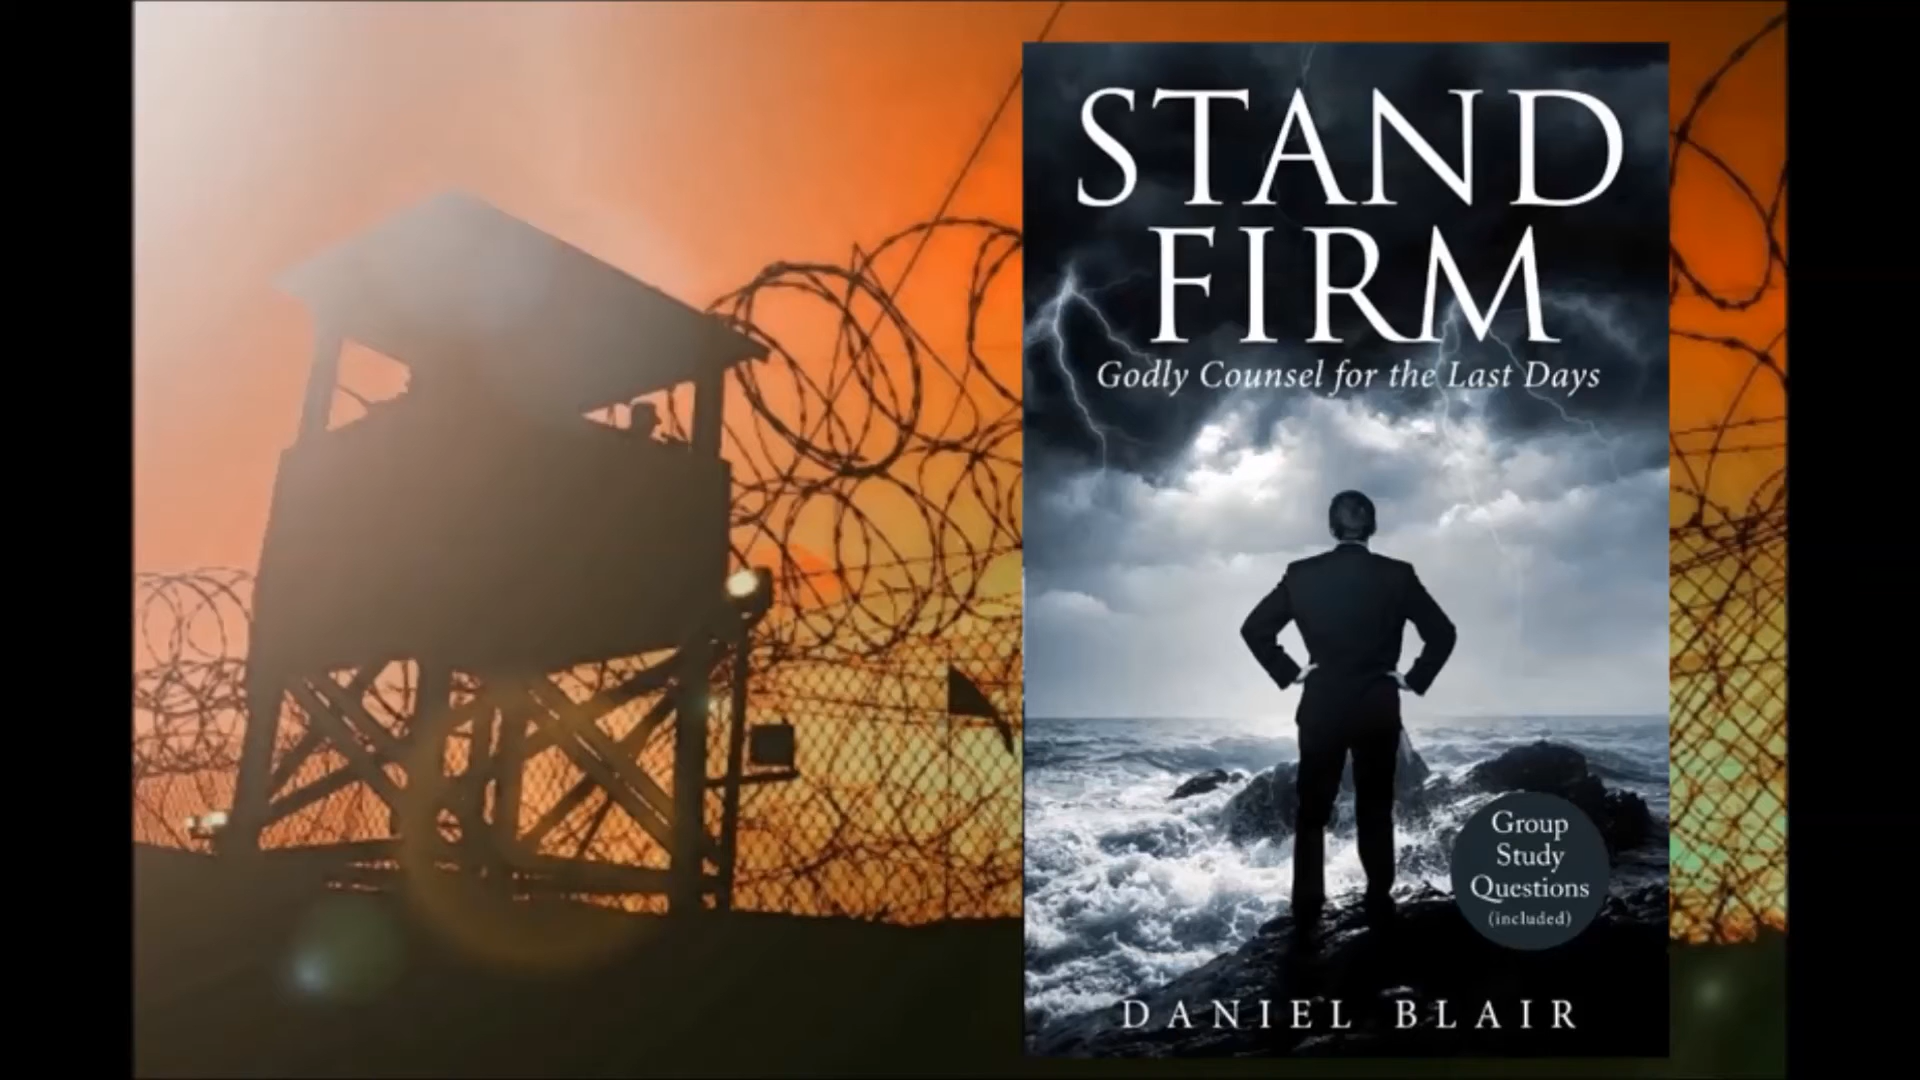 STAND
FIRM
Godly Counsel for the Last Days
Group
Study
Questions
(included)
DANIEL BLAIR